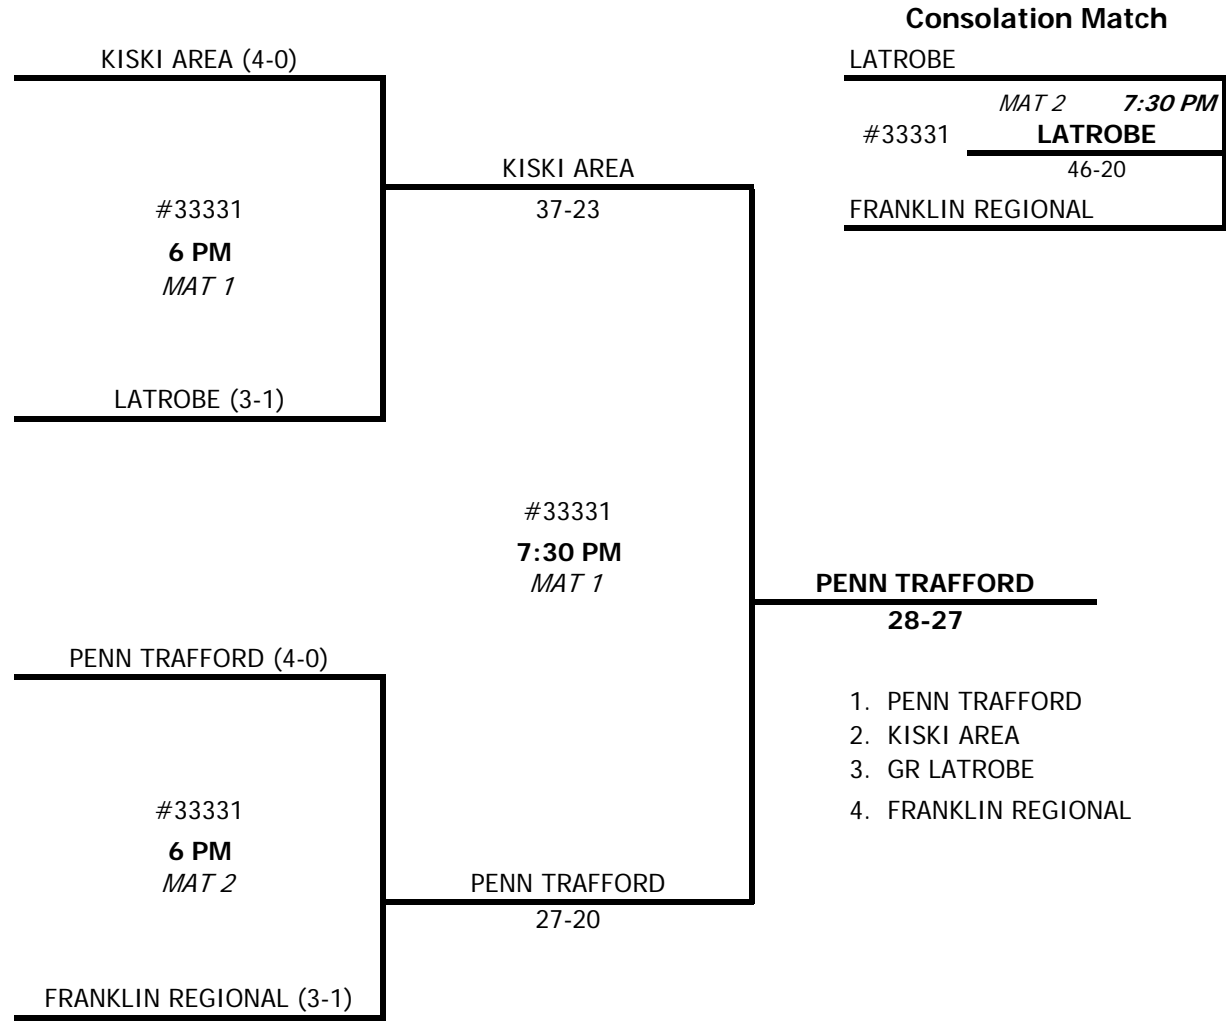 Consolation Match
KISKI AREA (4-0)
LATROBE
MAT 2 7:30 PM
#33331 LATROBE
46-20
FRANKLIN REGIONAL
KISKI AREA
37-23
#33331
6 PM
MAT 1
LATROBE (3-1)
#33331
7:30 PM
MAT 1
PENN TRAFFORD
28-27
PENN TRAFFORD (4-0)
1. PENN TRAFFORD
2. KISKI AREA
3. GR LATROBE
4. FRANKLIN REGIONAL
#33331
6 PM
MAT 2
PENN TRAFFORD
27-20
FRANKLIN REGIONAL (3-1)